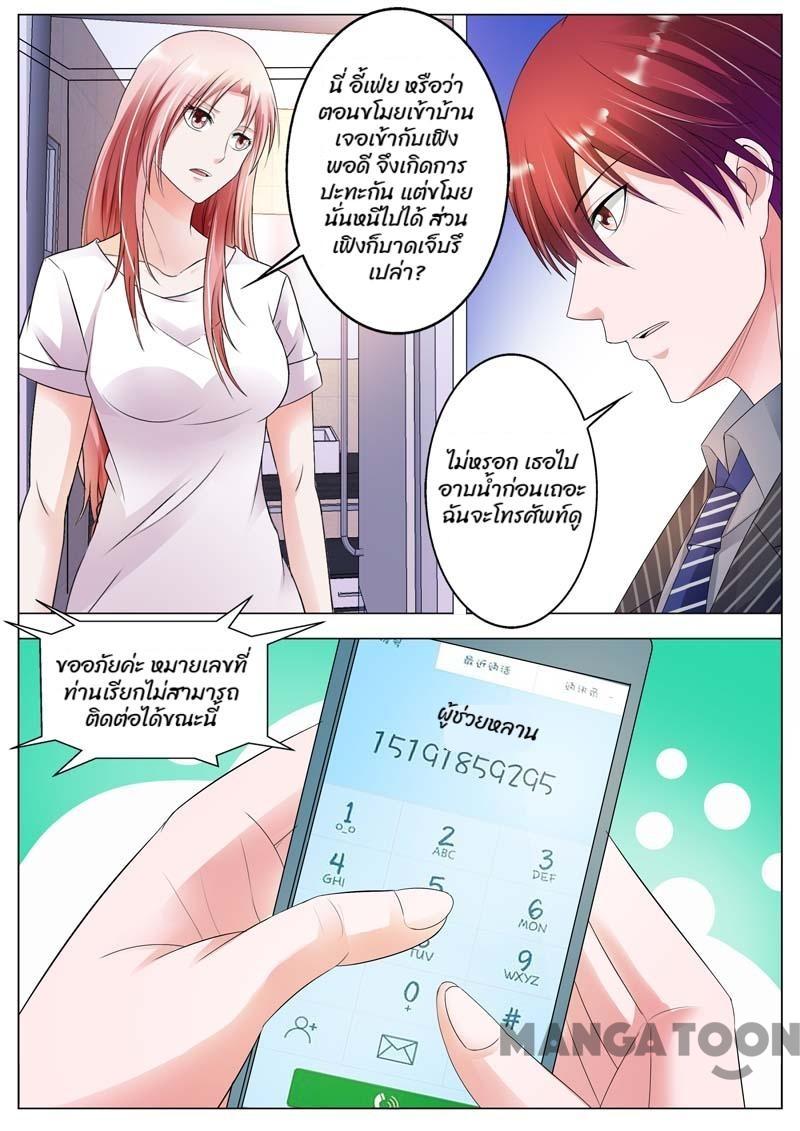 นี่ อี้เฟ่ย หรือว่า
ตอนขโมยเข้าบ้าน
เจอเข้ากับเฟิง
พอดี จึงเกิดการ
ปะทะกัน แต่ขโมย
นั่นหนีไปได้ ส่วน
เฟิงก็บาดเจ็บรึ
เปล่า?
ไม่หรอก เธอไป
อาบน้ำก่อนเถอะ
ฉันจะโทรศัพท์ดู
ขออภัยค่ะ หมายเลขที่
ท่านเรียกไม่สามารถ
ติดต่อได้ขณะนี้
最近通话
通讯录
ผู้ช่วยหลาน
15191859295
1
2
ABC
3
DEF
4
GHI
5
6
MON
TUV
9
WXYZ
0
+
#
MANGATOON